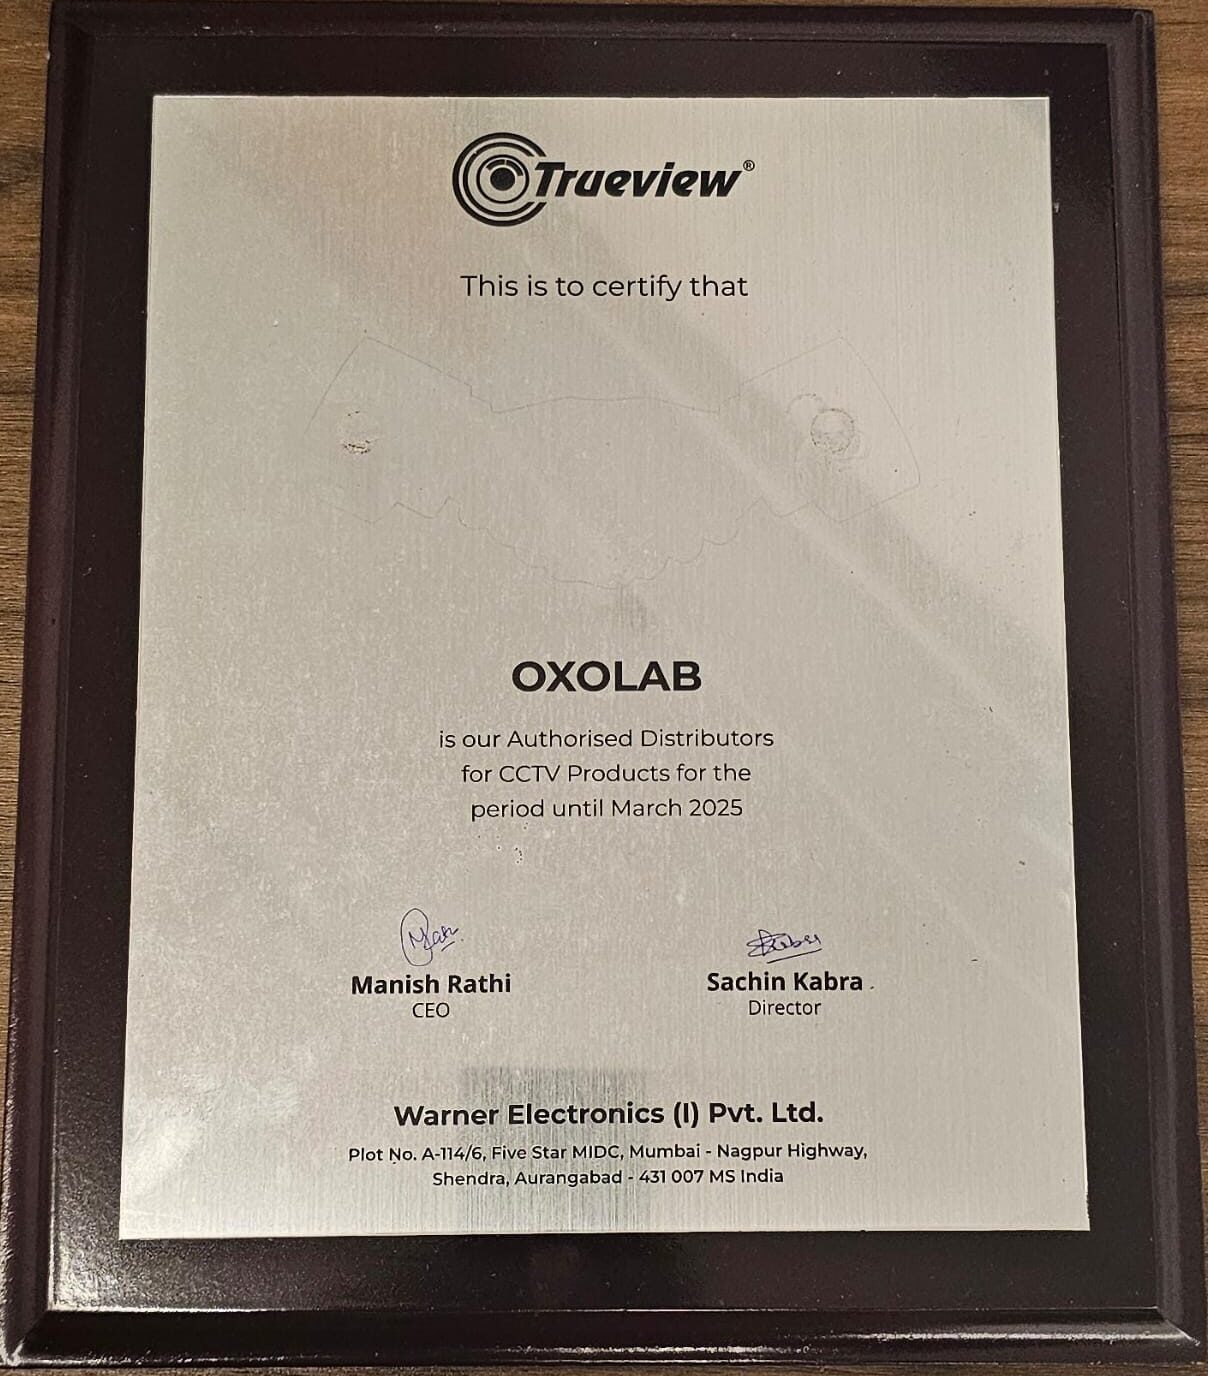 Trueview®
This is to certify that
OXOLAB
is our Authorised Distributors
for CCTV Products for the
period until March 2025
Manish Rathi
CEO
Sachin Kabra
Director
Warner Electronics (I) Pvt. Ltd.
Plot No. A-114/6, Five Star MIDC, Mumbai - Nagpur Highway,
Shendra, Aurangabad - 431 007 MS India